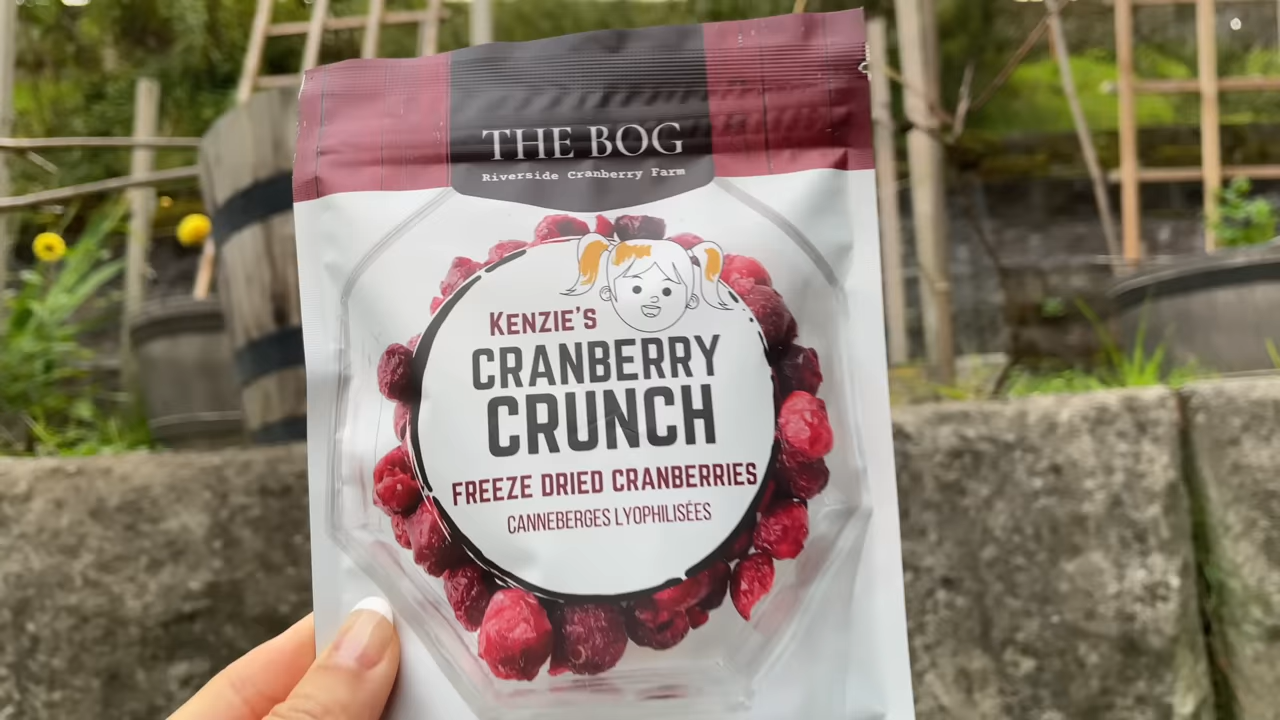 THE BOG
Riverside Cranberry Farm
KENZIE'S
CRANBERRY
CRUNCH
FREEZE DRIED CRANBERRIES
CANNEBERGES LYOPHILISÉES